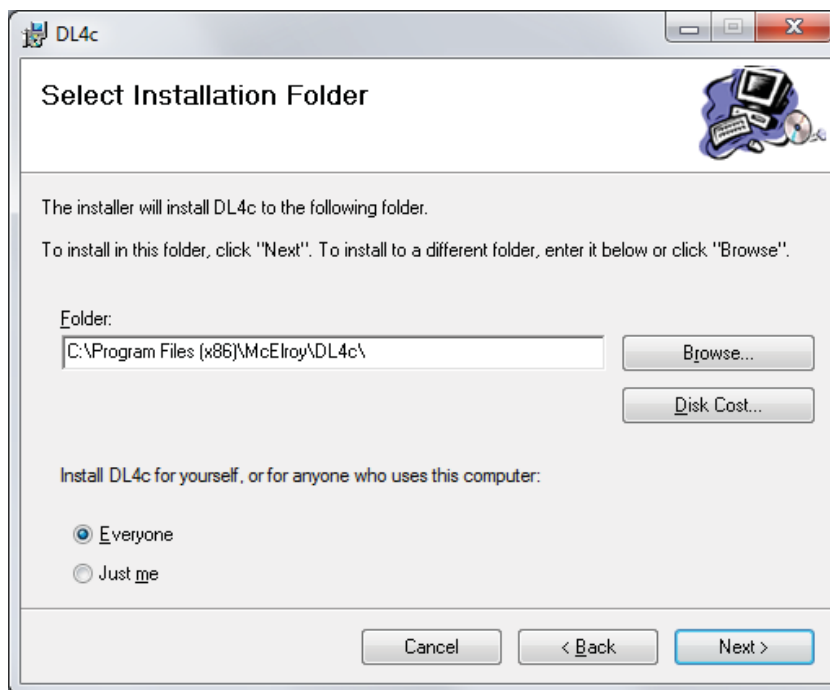 DL4c
Select Installation Folder
The installer will install DL4c to the following folder.
To install in this folder, click "Next". To install to a different folder, enter it below or click "Browse".
Folder:
C:\Program Files (x86)\McElroy\DL4c\
Browse...
Disk Cost...
Install DL4c for yourself, or for anyone who uses this computer:
Everyone
Just me
Cancel
< Back
Next >